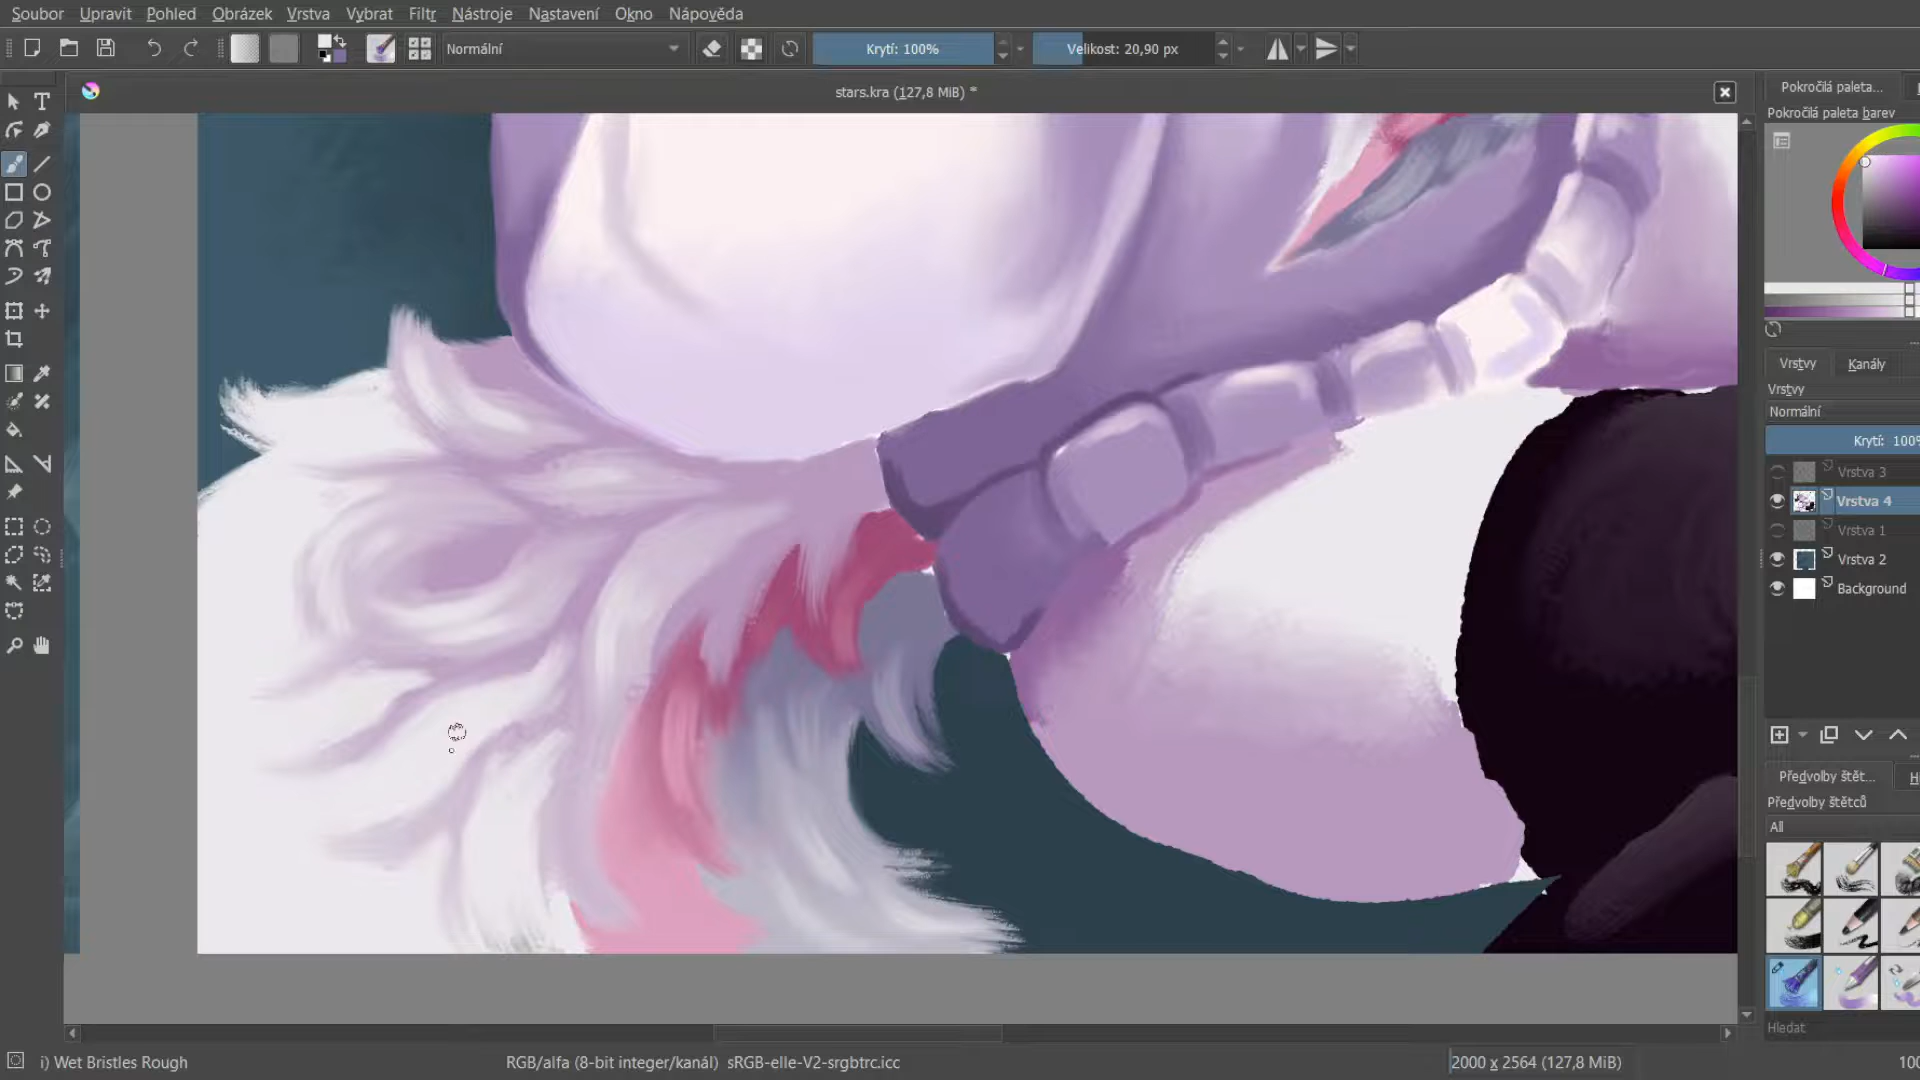 Soubor Upravit Pohled Obrázek Vrstva Vybrat Filtr Nástroje Nastavení Okno Nápověda
Normální Krytí: 100% Velikost: 20,90 px
stars.kra (127,8 MiB) *
Pokročilá paleta...
Pokročilá paleta barev
Vrstvy Kanály
Vrstvy
Normální
Krytí: 100%
Vrstva 3
Vrstva 4
Vrstva 1
Vrstva 2
Background
Předvolby štět...
Předvolby štětců
All
Hledat
i) Wet Bristles Rough RGB/alfa (8-bit integer/kanál) sRGB-elle-V2-srgbtrc.icc 2000 x 2564 (127,8 MiB)